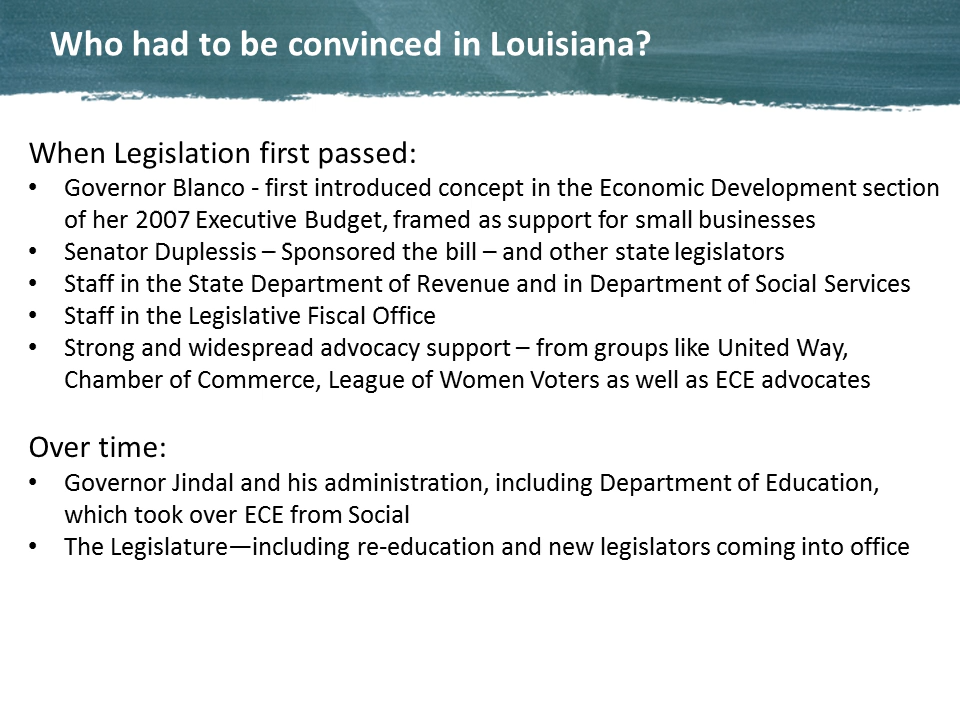 Who had to be convinced in Louisiana?
When Legislation first passed:
• Governor Blanco - first introduced concept in the Economic Development section
of her 2007 Executive Budget, framed as support for small businesses
• Senator Duplessis – Sponsored the bill – and other state legislators
• Staff in the State Department of Revenue and in Department of Social Services
• Staff in the Legislative Fiscal Office
• Strong and widespread advocacy support – from groups like United Way,
Chamber of Commerce, League of Women Voters as well as ECE advocates
Over time:
• Governor Jindal and his administration, including Department of Education,
which took over ECE from Social
• The Legislature—including re-education and new legislators coming into office